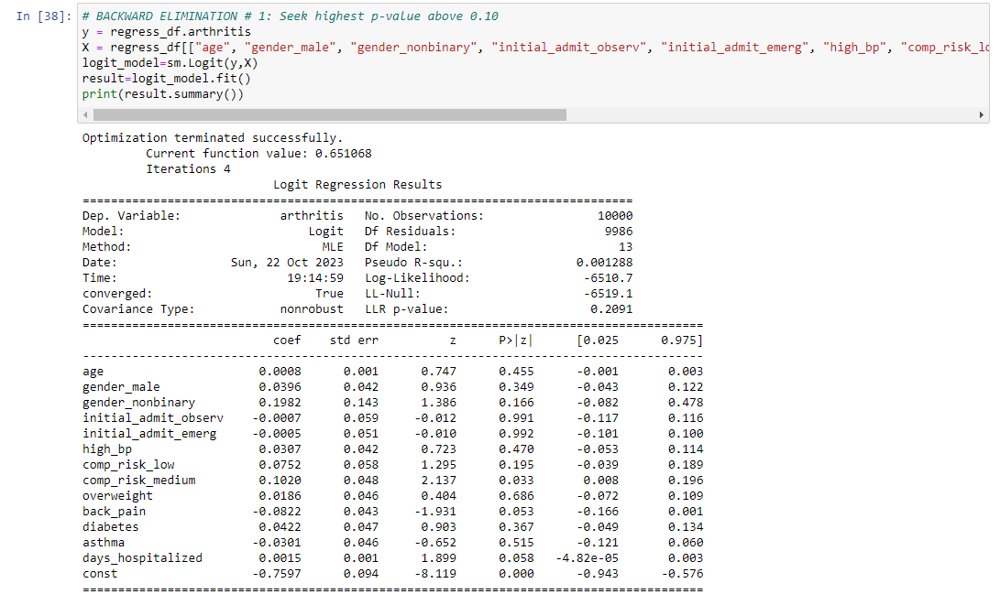 In [38]: # BACKWARD ELIMINATION # 1: Seek highest p-value above 0.10
y = regress_df.arthritis
X = regress_df[["age", "gender_male", "gender_nonbinary", "initial_admit_observ", "initial_admit_emerg", "high_bp", "comp_risk_lo
logit_model=sm.Logit(y,X)
result=logit_model.fit()
print(result.summary())
Optimization terminated successfully.
         Current function value: 0.651068
         Iterations 4
                           Logit Regression Results
==============================================================================
Dep. Variable:              arthritis   No. Observations:                10000
Model:                          Logit   Df Residuals:                     9986
Method:                           MLE   Df Model:                           13
Date:                Sun, 22 Oct 2023   Pseudo R-squ.:                0.001288
Time:                        19:14:59   Log-Likelihood:                -6510.7
converged:                       True   LL-Null:                       -6519.1
Covariance Type:            nonrobust   LLR p-value:                    0.2091
========================================================================================
                           coef    std err          z      P>|z|      [0.025      0.975]
----------------------------------------------------------------------------------------
age                      0.0008      0.001      0.747      0.455      -0.001       0.003
gender_male              0.0396      0.042      0.936      0.349      -0.043       0.122
gender_nonbinary         0.1982      0.143      1.386      0.166      -0.082       0.478
initial_admit_observ    -0.0007      0.059     -0.012      0.991      -0.117       0.116
initial_admit_emerg     -0.0005      0.051     -0.010      0.992      -0.101       0.100
high_bp                  0.0307      0.042      0.723      0.470      -0.053       0.114
comp_risk_low            0.0752      0.058      1.295      0.195      -0.039       0.189
comp_risk_medium         0.1020      0.048      2.137      0.033       0.008       0.196
overweight               0.0186      0.046      0.404      0.686      -0.072       0.109
back_pain               -0.0822      0.043     -1.931      0.053      -0.166       0.001
diabetes                 0.0422      0.047      0.903      0.367      -0.049       0.134
asthma                  -0.0301      0.046     -0.652      0.515      -0.121       0.060
days_hospitalized        0.0015      0.001      1.899      0.058   -4.82e-05       0.003
const                   -0.7597      0.094     -8.119      0.000      -0.943      -0.576
========================================================================================